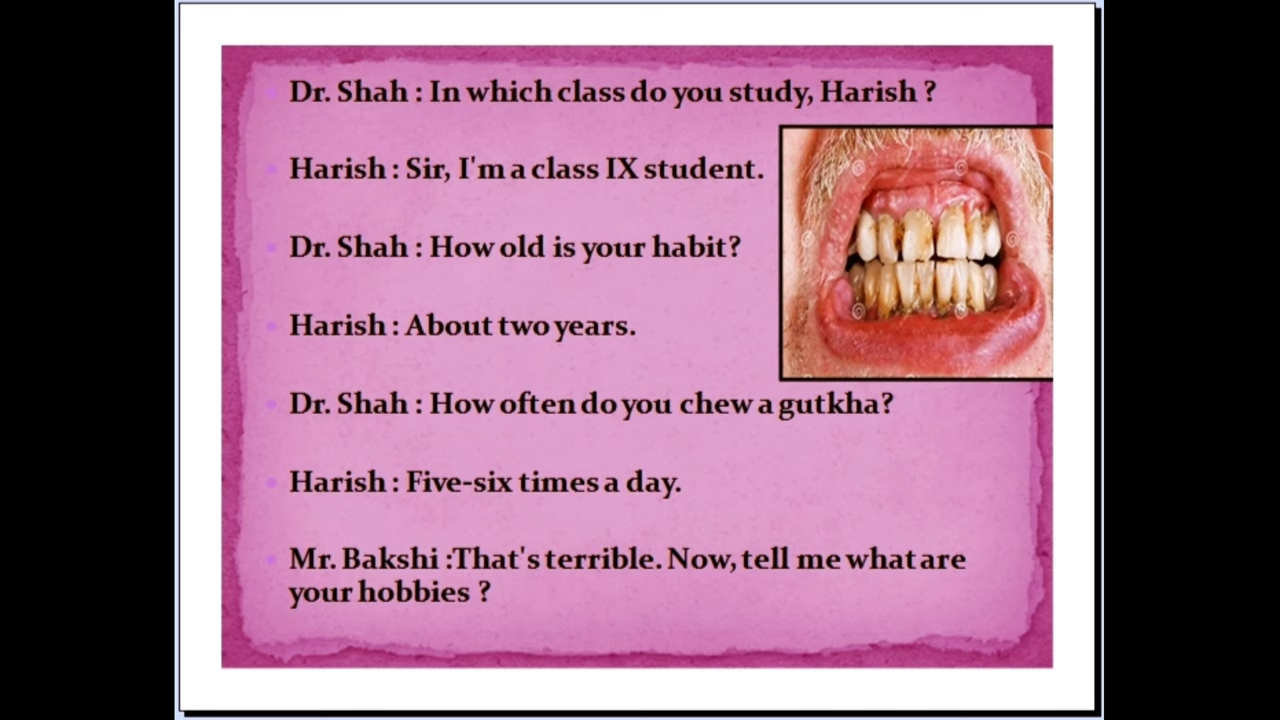 Dr. Shah : In which class do you study, Harish ?
Harish : Sir, I'm a class IX student.
Dr. Shah : How old is your habit?
Harish : About two years.
Dr. Shah : How often do you chew a gutkha?
Harish : Five-six times a day.
Mr. Bakshi :That's terrible. Now, tell me what are
your hobbies ?